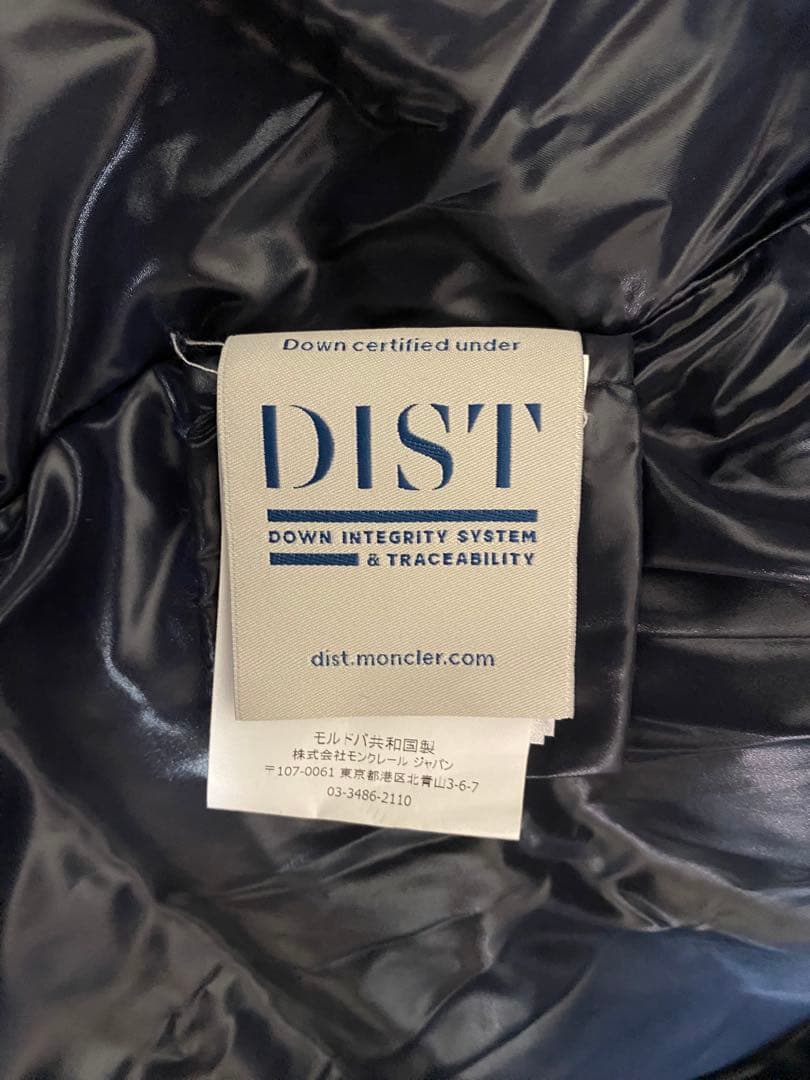 Down certified under
DIST
DOWN INTEGRITY SYSTEM
& TRACEABILITY
dist.moncler.com
モルドバ共和国製
株式会社モンクレール ジャパン
〒107-0061 東京都港区北青山3-6-7
03-3486-2110